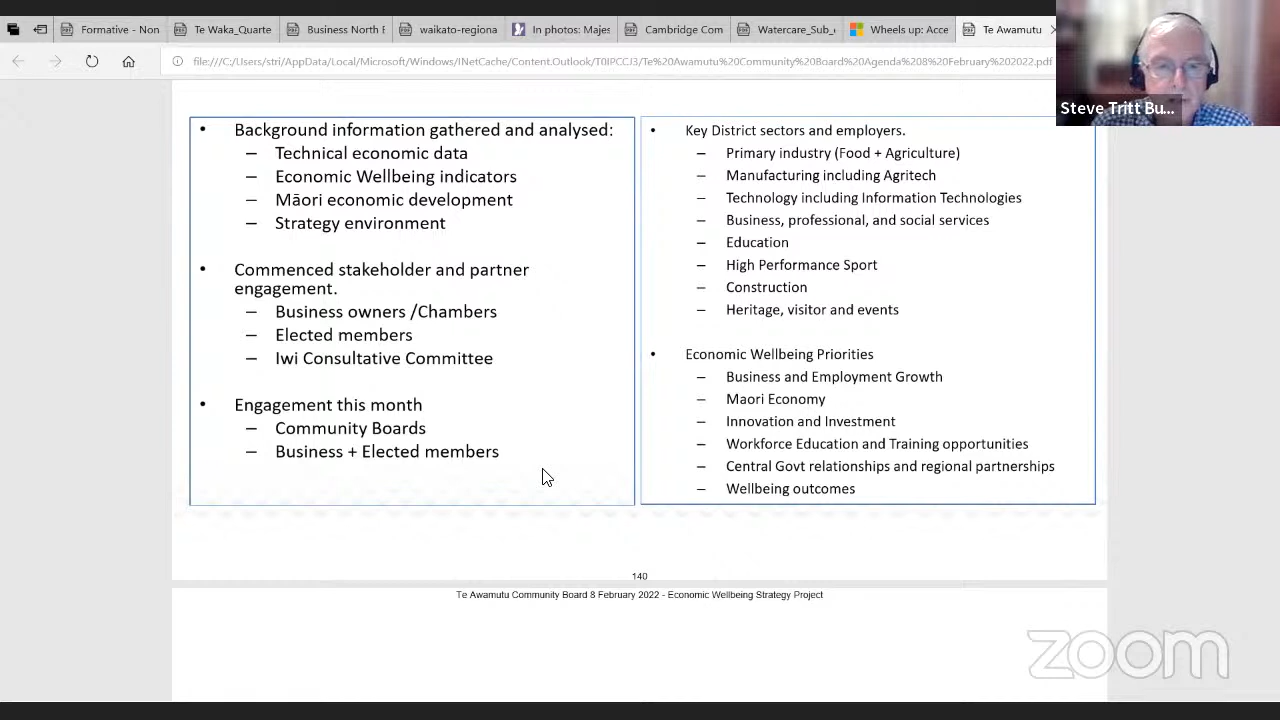 Formative - Non
Te Waka_Quarte
Business North E
waikato-regiona
In photos: Majes
Cambridge Com
Watercare_Sub_
Wheels up: Acce
Te Awamutu
file:///C:/Users/stri/AppData/Local/Microsoft/Windows/INetCache/Content.Outlook/T0IPCCJ3/Te%20Awamutu%20Community%20Board%20Agenda%208%20February%202022.pdf
Steve Tritt Bu...
• Background information gathered and analysed:
– Technical economic data
– Economic Wellbeing indicators
– Māori economic development
– Strategy environment
• Commenced stakeholder and partner
engagement.
– Business owners /Chambers
– Elected members
– Iwi Consultative Committee
• Engagement this month
– Community Boards
– Business + Elected members
• Key District sectors and employers.
– Primary industry (Food + Agriculture)
– Manufacturing including Agritech
– Technology including Information Technologies
– Business, professional, and social services
– Education
– High Performance Sport
– Construction
– Heritage, visitor and events
• Economic Wellbeing Priorities
– Business and Employment Growth
– Maori Economy
– Innovation and Investment
– Workforce Education and Training opportunities
– Central Govt relationships and regional partnerships
– Wellbeing outcomes
140
Te Awamutu Community Board 8 February 2022 - Economic Wellbeing Strategy Project
zoom